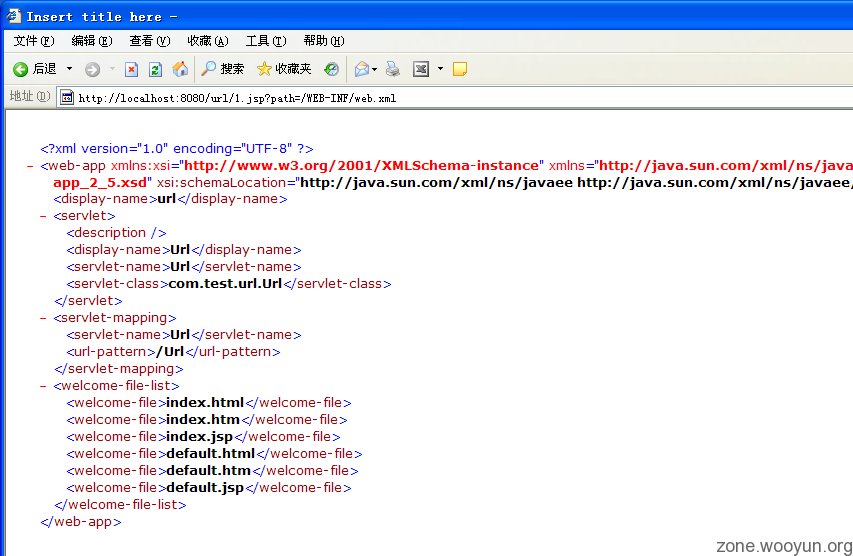 Insert title here -
文件(F) 编辑(E) 查看(V) 收藏(A) 工具(T) 帮助(H)
后退 搜索 收藏夹
地址(D) http://localhost:8080/url/1.jsp?path=/WEB-INF/web.xml
<?xml version="1.0" encoding="UTF-8" ?>
- <web-app xmlns:xsi="http://www.w3.org/2001/XMLSchema-instance" xmlns="http://java.sun.com/xml/ns/java
app_2_5.xsd" xsi:schemaLocation="http://java.sun.com/xml/ns/javaee http://java.sun.com/xml/ns/javaee/
<display-name>url</display-name>
- <servlet>
<description />
<display-name>Url</display-name>
<servlet-name>Url</servlet-name>
<servlet-class>com.test.url.Url</servlet-class>
</servlet>
- <servlet-mapping>
<servlet-name>Url</servlet-name>
<url-pattern>/Url</url-pattern>
</servlet-mapping>
- <welcome-file-list>
<welcome-file>index.html</welcome-file>
<welcome-file>index.htm</welcome-file>
<welcome-file>index.jsp</welcome-file>
<welcome-file>default.html</welcome-file>
<welcome-file>default.htm</welcome-file>
<welcome-file>default.jsp</welcome-file>
</welcome-file-list>
</web-app>
zone.wooyun.org